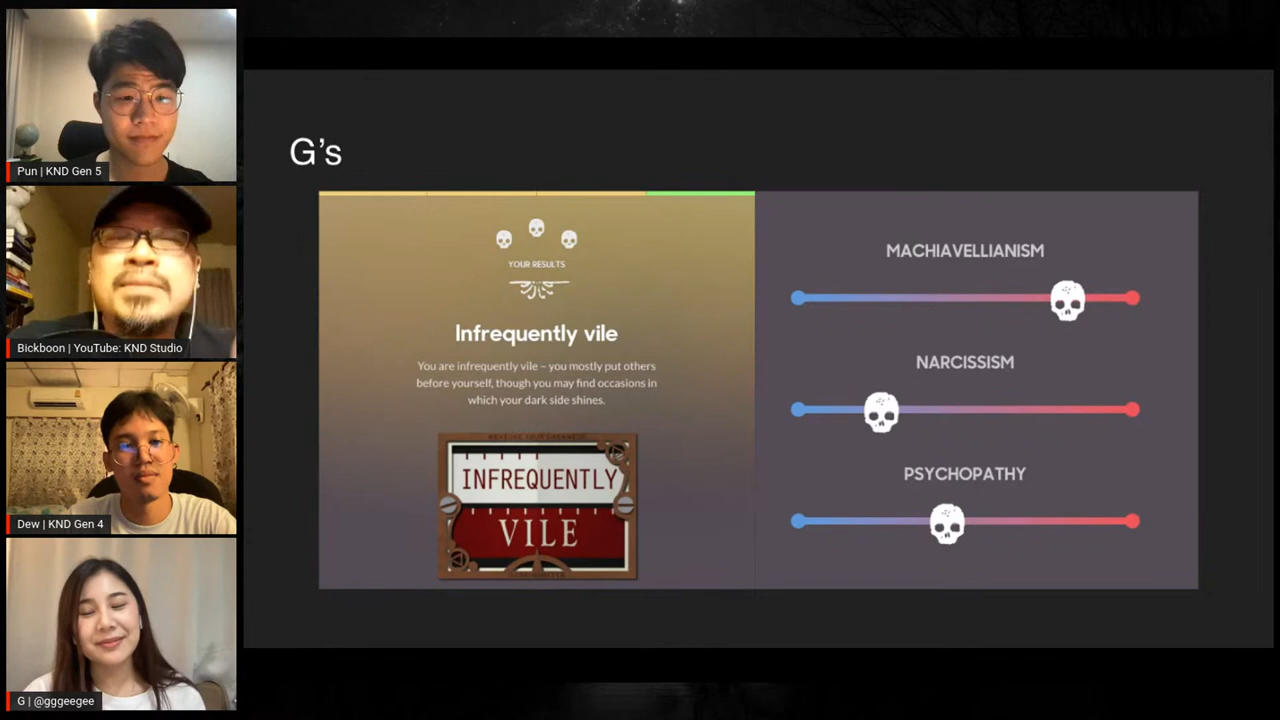 Pun | KND Gen 5
Bickboon | YouTube: KND Studio
Dew | KND Gen 4
G | @gggeegee
G's
YOUR RESULTS
Infrequently vile
You are infrequently vile – you mostly put others
before yourself, though you may find occasions in
which your dark side shines.
INFREQUENTLY
VILE
MACHIAVELLIANISM
NARCISSISM
PSYCHOPATHY